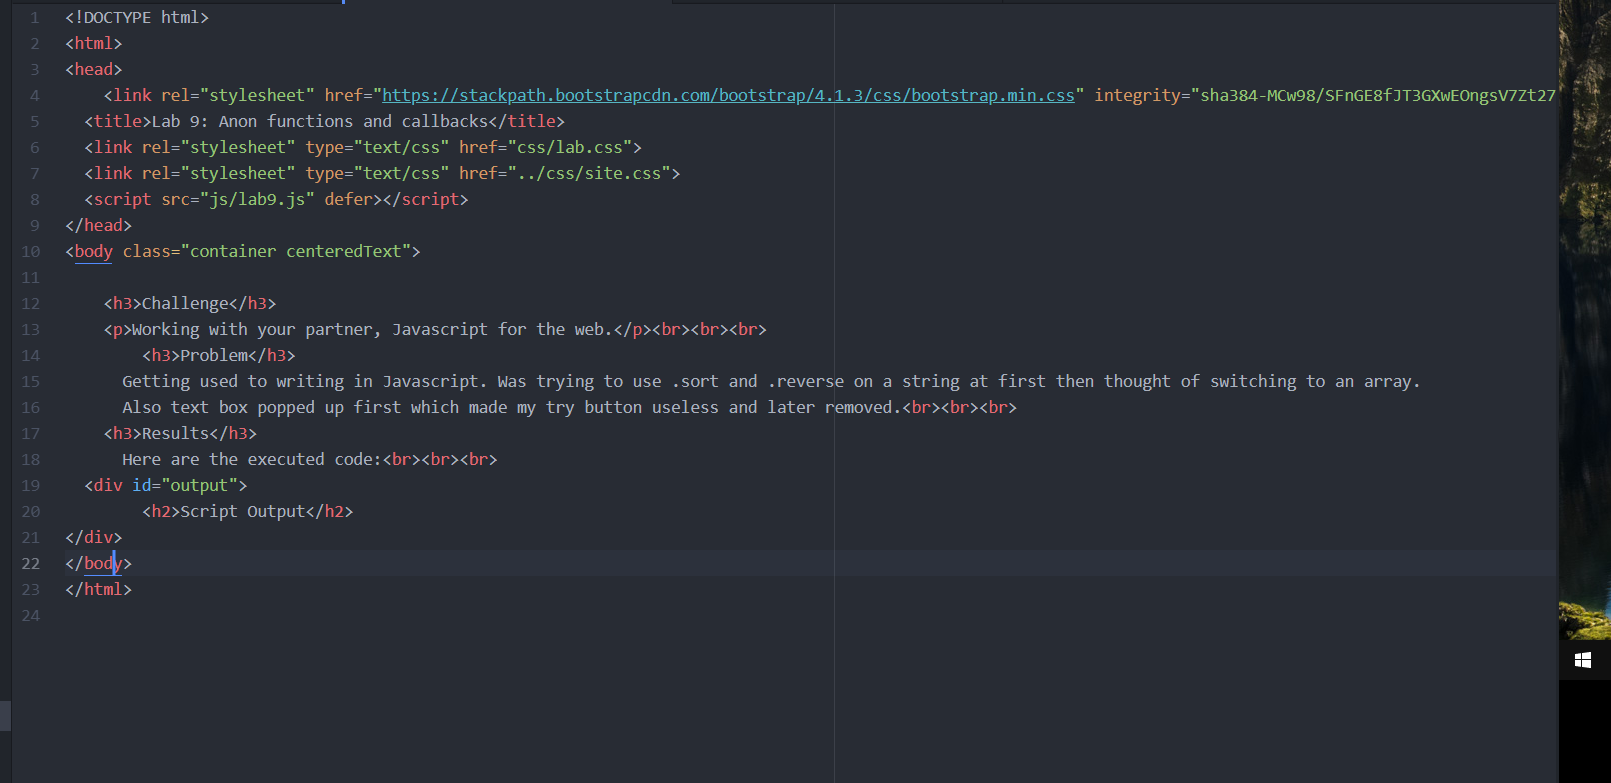 1 <!DOCTYPE html>
2 <html>
3 <head>
4 <link rel="stylesheet" href="https://stackpath.bootstrapcdn.com/bootstrap/4.1.3/css/bootstrap.min.css" integrity="sha384-MCw98/SFnGE8fJT3GXwEOngsV7Zt27
5 <title>Lab 9: Anon functions and callbacks</title>
6 <link rel="stylesheet" type="text/css" href="css/lab.css">
7 <link rel="stylesheet" type="text/css" href="../css/site.css">
8 <script src="js/lab9.js" defer></script>
9 </head>
10 <body class="container centeredText">
11
12 <h3>Challenge</h3>
13 <p>Working with your partner, Javascript for the web.</p><br><br><br>
14 <h3>Problem</h3>
15 Getting used to writing in Javascript. Was trying to use .sort and .reverse on a string at first then thought of switching to an array.
16 Also text box popped up first which made my try button useless and later removed.<br><br><br>
17 <h3>Results</h3>
18 Here are the executed code:<br><br><br>
19 <div id="output">
20 <h2>Script Output</h2>
21 </div>
22 </body>
23 </html>
24